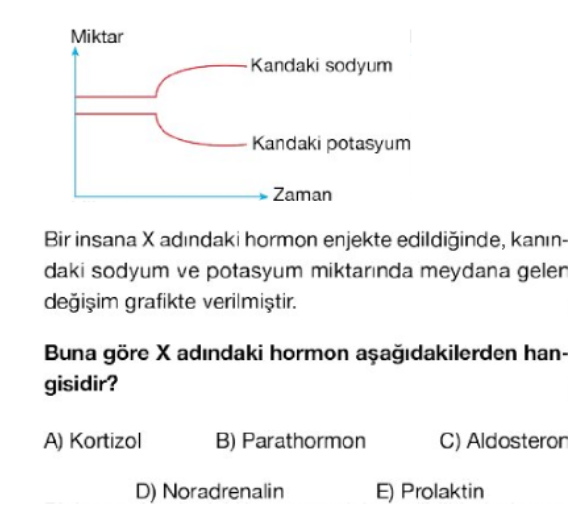 Miktar
Kandaki sodyum
Kandaki potasyum
Zaman
Bir insana X adındaki hormon enjekte edildiğinde, kanın-
daki sodyum ve potasyum miktarında meydana gelen
değişim grafikte verilmiştir.
Buna göre X adındaki hormon aşağıdakilerden han-
gisidir?
A) Kortizol B) Parathormon C) Aldosteron
D) Noradrenalin E) Prolaktin